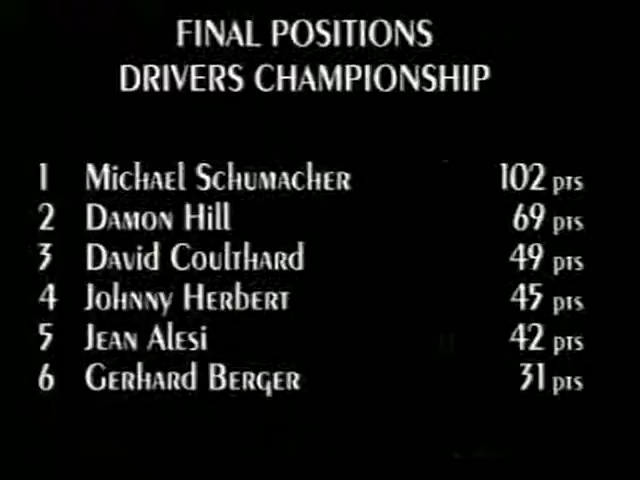 FINAL POSITIONS
DRIVERS CHAMPIONSHIP
1 Michael Schumacher 102 pts
2 Damon Hill 69 pts
3 David Coulthard 49 pts
4 Johnny Herbert 45 pts
5 Jean Alesi 42 pts
6 Gerhard Berger 31 pts